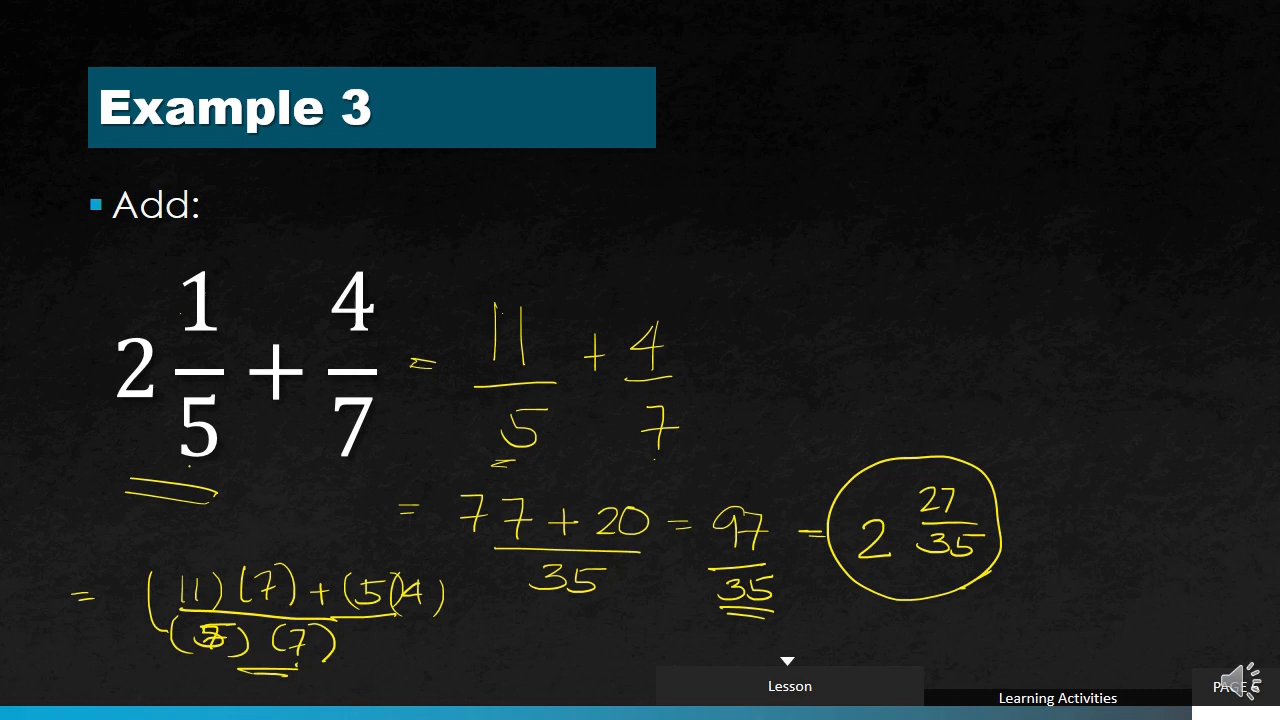 Example 3
Add:
2 1/5 + 4/7 = 11/5 + 4/7
= 77 + 20/35 = 97/35 = 2 27/35
= (11)(7) + (5)(4)/(5)(7)
Lesson
Learning Activities